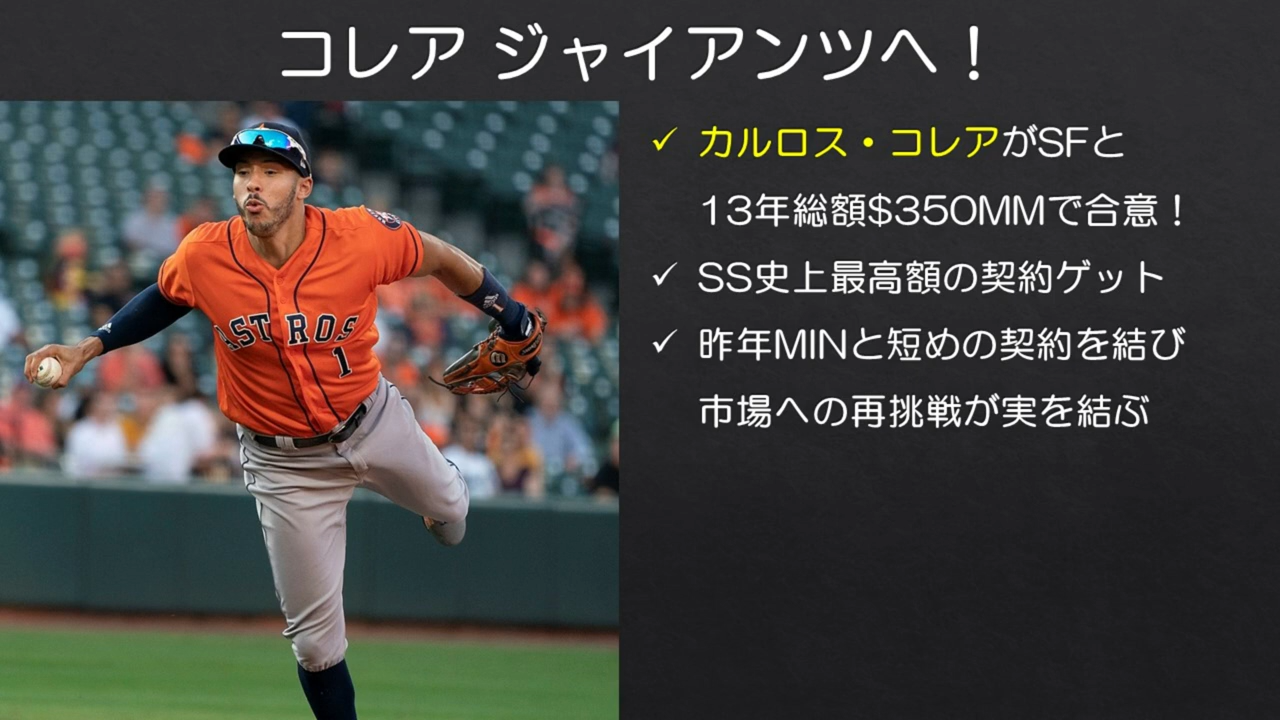 コレア ジャイアンツへ！
✓ カルロス・コレアがSFと
13年総額$350MMで合意！
✓ SS史上最高額の契約ゲット
✓ 昨年MINと短めの契約を結び
市場への再挑戦が実を結ぶ
ASTROS
1